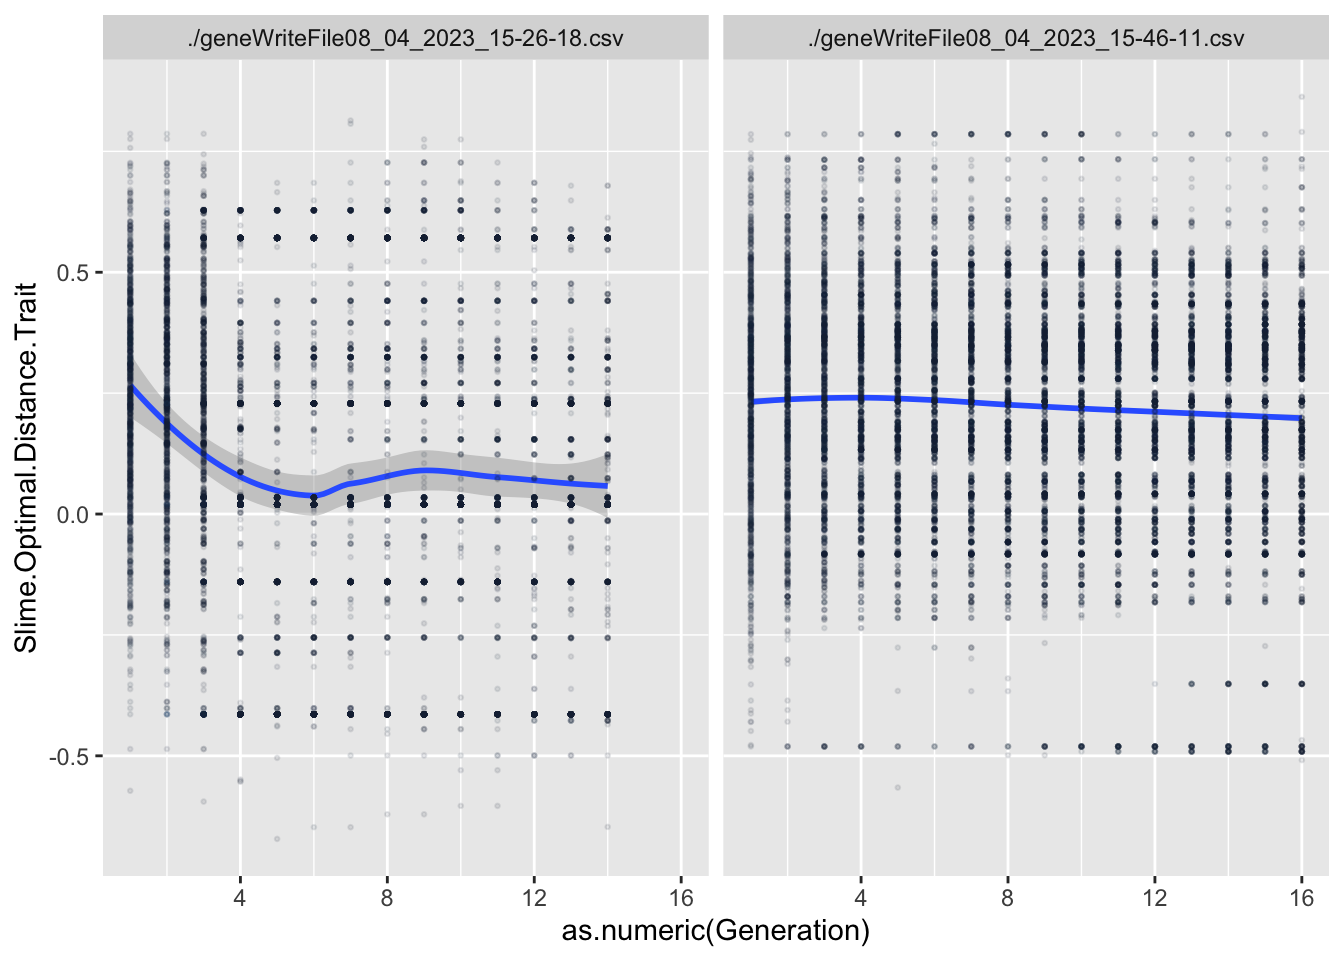 ./geneWriteFile08_04_2023_15-26-18.csv
./geneWriteFile08_04_2023_15-46-11.csv
Slime.Optimal.Distance.Trait
0.5
0.0
-0.5
4
8
12
16
4
8
12
16
as.numeric(Generation)